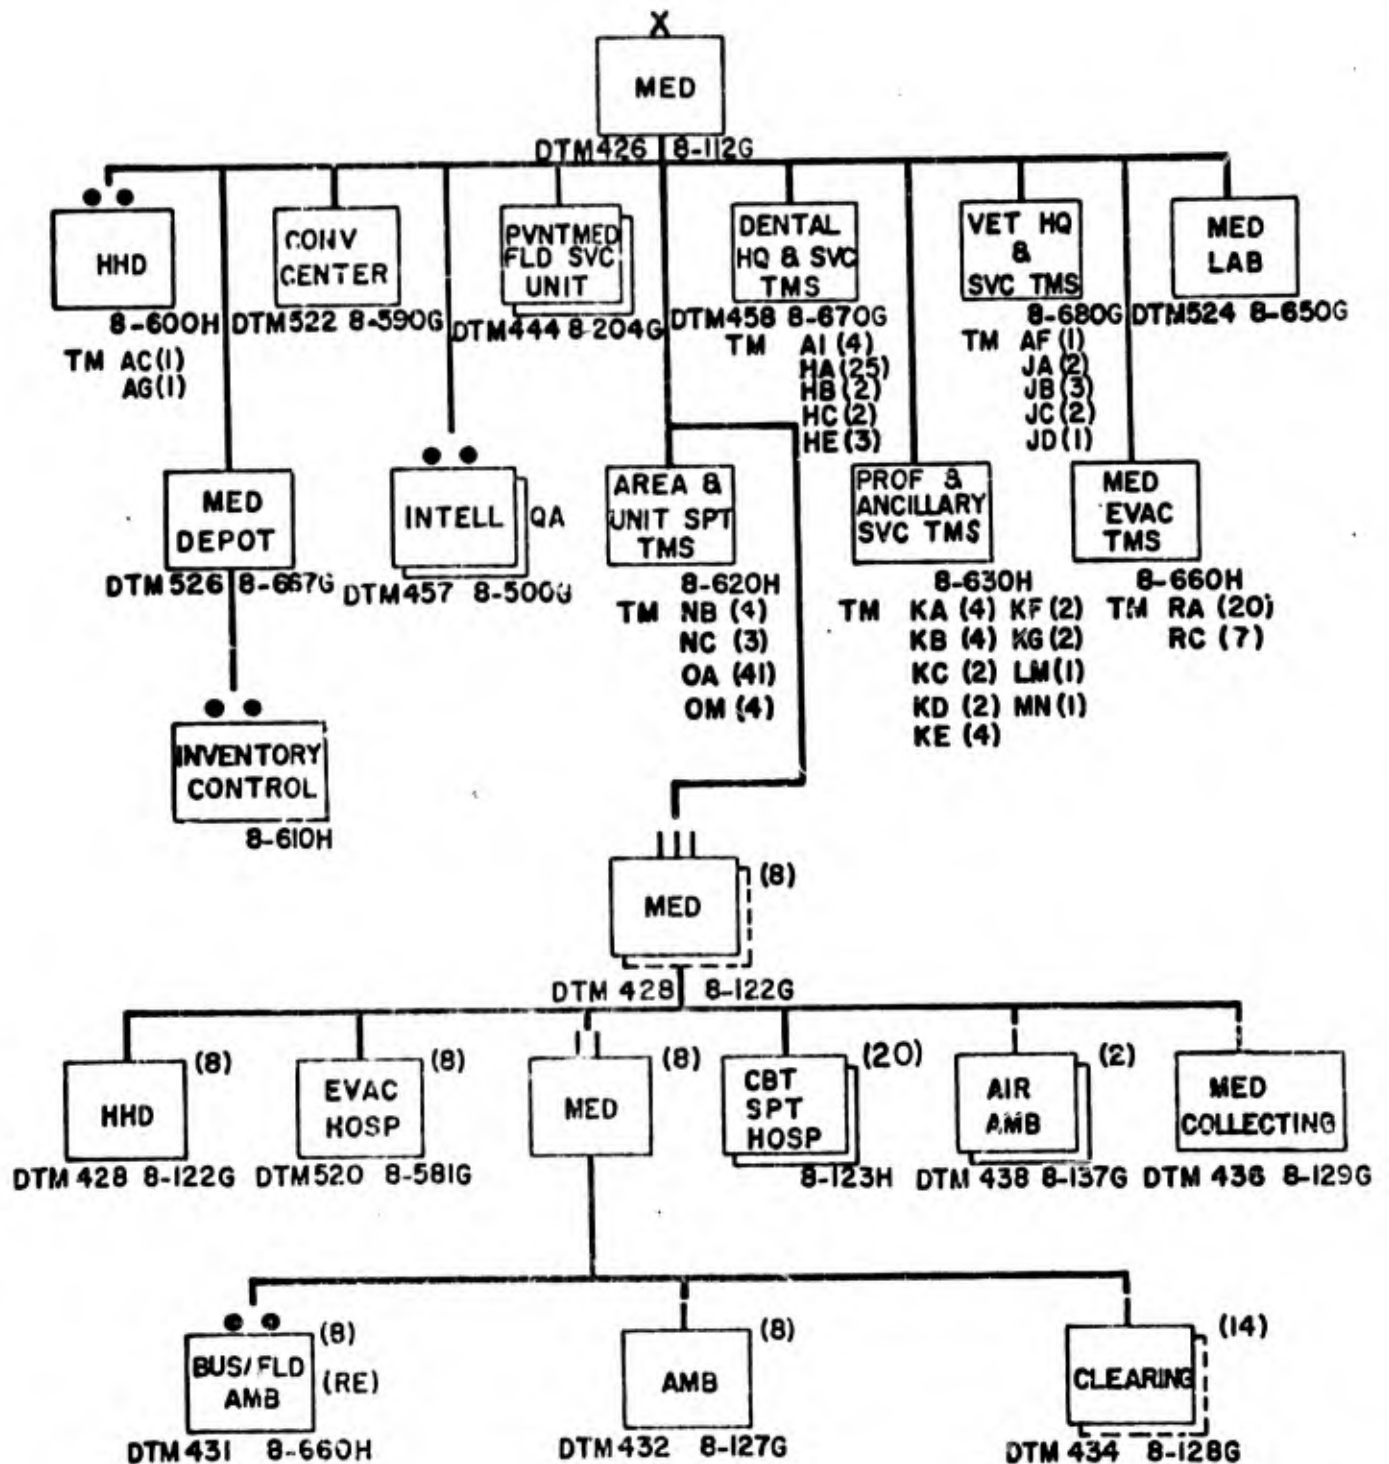 X
MED
DTM 426 8-112G
HHD
8-600H
TM AC(1)
AG(1)
CONV
CENTER
DTM522 8-590G
PVNTMED
FLD SVC
UNIT
DTM444 8-204G
DENTAL
HQ & SVC
TMS
DTM458 8-670G
TM AI (4)
HA (25)
HB (2)
HC (2)
HE (3)
VET HQ
&
SVC TMS
8-680G
TM AF (1)
JA (2)
JB (3)
JC (2)
JD (1)
MED
LAB
DTM524 8-650G
MED
DEPOT
DTM526 8-667G
INTELL QA
DTM457 8-500G
AREA &
UNIT SPT
TMS
8-620H
TM NB (4)
NC (3)
OA (41)
OM (4)
PROF &
ANCILLARY
SVC TMS
8-630H
TM KA (4) KF (2)
KB (4) KG (2)
KC (2) LM (1)
KD (2) MN (1)
KE (4)
MED
EVAC
TMS
8-660H
TM RA (20)
RC (7)
INVENTORY
CONTROL
8-610H
MED (8)
DTM 428 8-122G
HHD (8)
DTM 428 8-122G
EVAC
HOSP (8)
DTM520 8-581G
MED (8)
CBT
SPT
HOSP (20)
8-123H
AIR
AMB (2)
DTM 438 8-137G
MED
COLLECTING
DTM 436 8-129G
BUS/FLD
AMB (8)
(RE)
DTM 431 8-660H
AMB (8)
DTM 432 8-127G
CLEARING (14)
DTM 434 8-128G